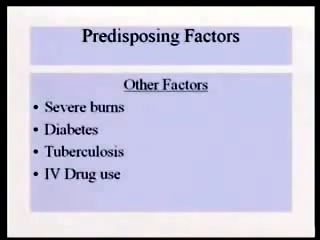 Predisposing Factors
Other Factors
• Severe burns
• Diabetes
• Tuberculosis
• IV Drug use